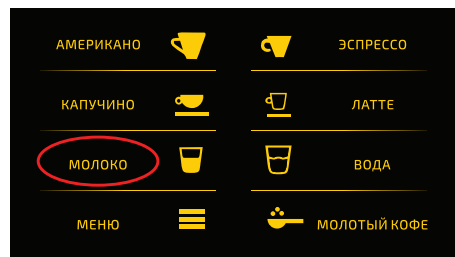 АМЕРИКАНО ЭСПРЕССО
КАПУЧИНО ЛАТТЕ
МОЛОКО ВОДА
МЕНЮ МОЛОТЫЙ КОФЕ